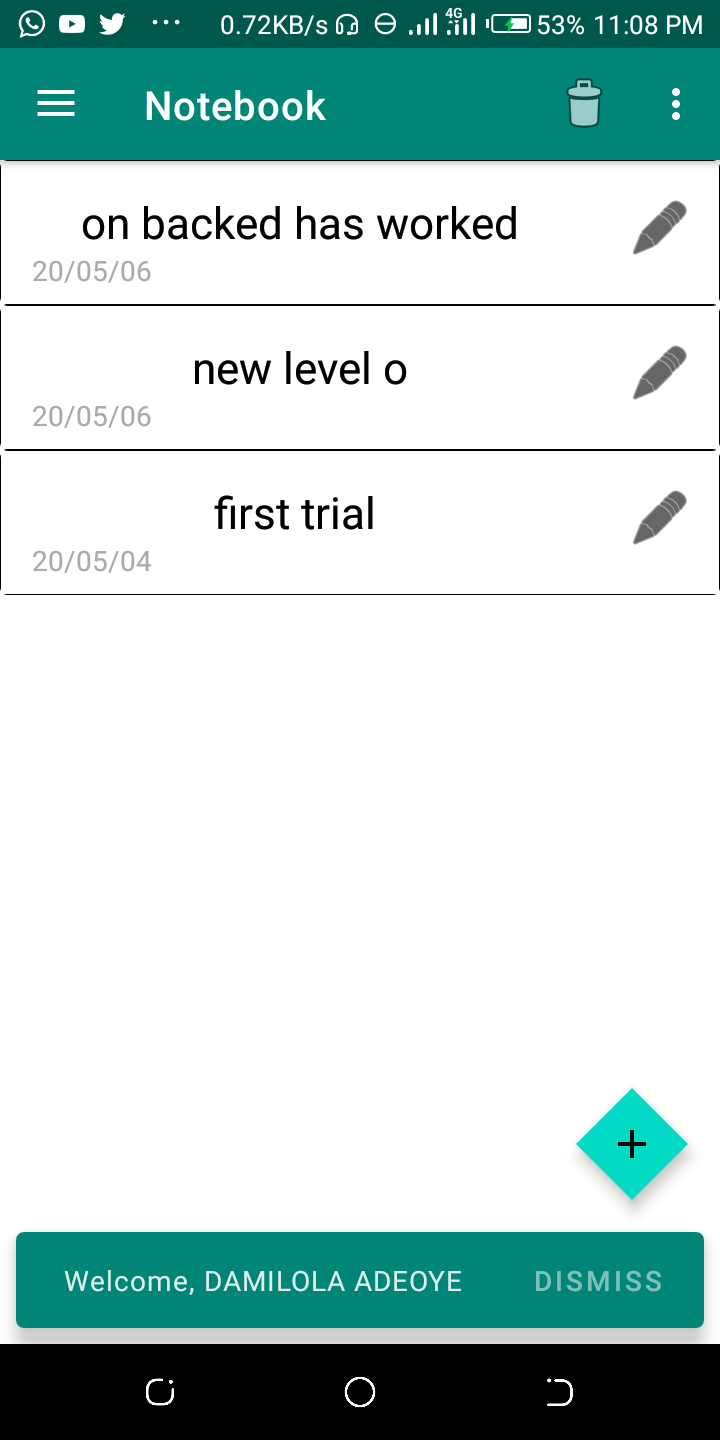 0.72KB/s 4G 53% 11:08 PM
Notebook
on backed has worked
20/05/06
new level o
20/05/06
first trial
20/05/04
Welcome, DAMILOLA ADEOYE DISMISS